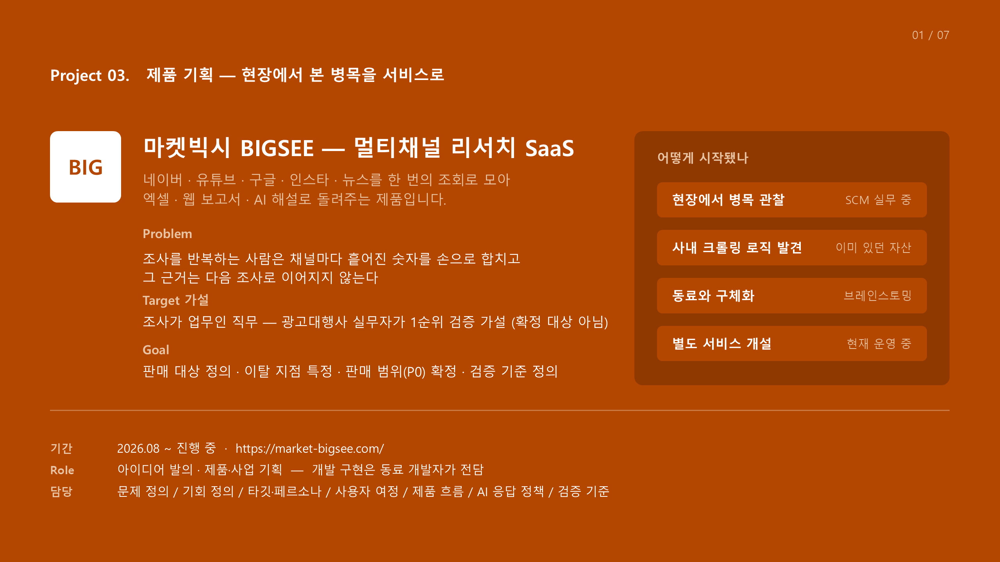 01 / 07
Project 03. 제품 기획 — 현장에서 본 병목을 서비스로
BIG
마켓빅시 BIGSEE — 멀티채널 리서치 SaaS
네이버 · 유튜브 · 구글 · 인스타 · 뉴스를 한 번의 조회로 모아
엑셀 · 웹 보고서 · AI 해설로 돌려주는 제품입니다.
Problem
조사를 반복하는 사람은 채널마다 흩어진 숫자를 손으로 합치고
그 근거는 다음 조사로 이어지지 않는다
Target 가설
조사가 업무인 직무 — 광고대행사 실무자가 1순위 검증 가설 (확정 대상 아님)
Goal
판매 대상 정의 · 이탈 지점 특정 · 판매 범위(P0) 확정 · 검증 기준 정의
어떻게 시작됐나
현장에서 병목 관찰 SCM 실무 중
사내 크롤링 로직 발견 이미 있던 자산
동료와 구체화 브레인스토밍
별도 서비스 개설 현재 운영 중
기간 2026.08 ~ 진행 중 · https://market-bigsee.com/
Role 아이디어 발의 · 제품·사업 기획 — 개발 구현은 동료 개발자가 전담
담당 문제 정의 / 기회 정의 / 타깃·페르소나 / 사용자 여정 / 제품 흐름 / AI 응답 정책 / 검증 기준